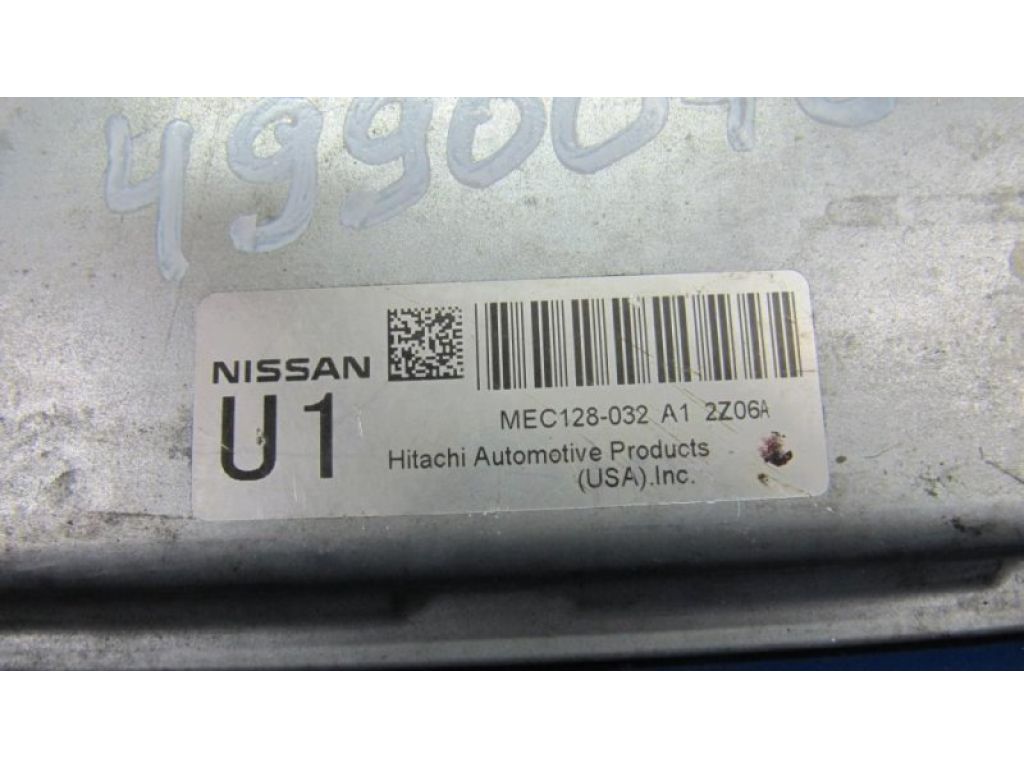 NISSAN
U1
MEC128-032 A1 2Z06A
Hitachi Automotive Products
(USA).Inc.